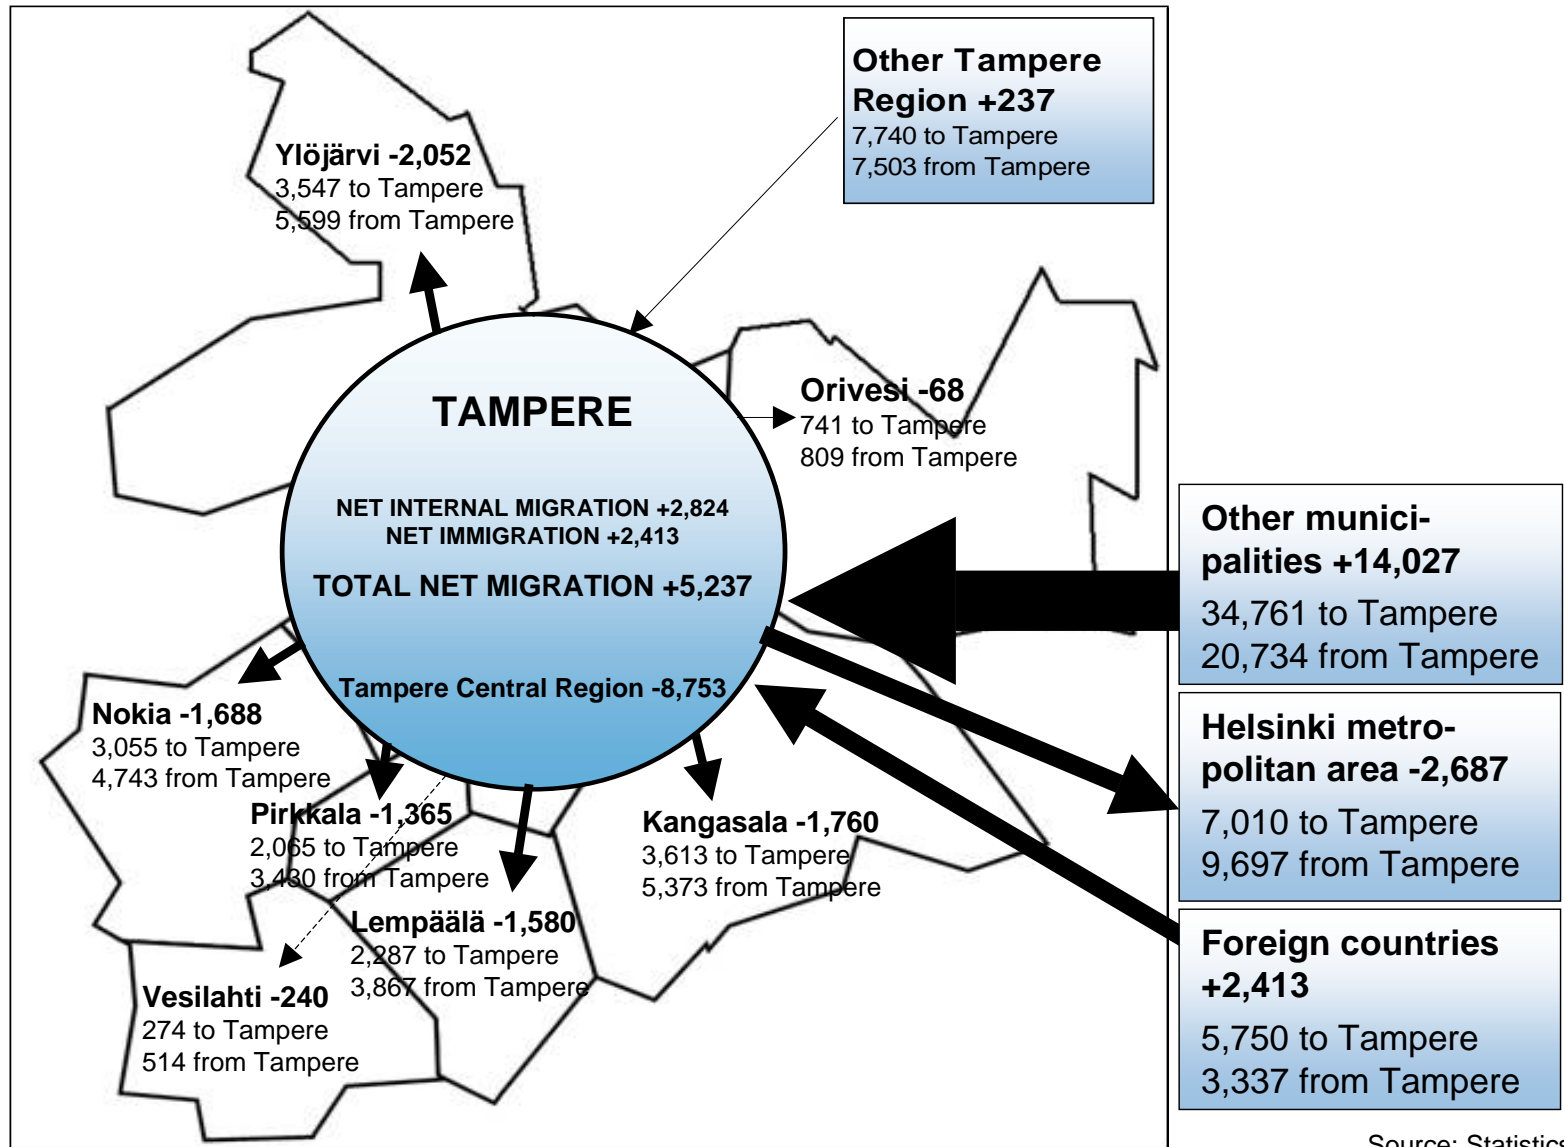 Other Tampere
Region +237
7,740 to Tampere
7,503 from Tampere
Ylöjärvi -2,052
3,547 to Tampere
5,599 from Tampere
Orivesi -68
741 to Tampere
809 from Tampere
TAMPERE
NET INTERNAL MIGRATION +2,824
NET IMMIGRATION +2,413
TOTAL NET MIGRATION +5,237
Tampere Central Region -8,753
Other munici-
palities +14,027
34,761 to Tampere
20,734 from Tampere
Helsinki metro-
politan area -2,687
7,010 to Tampere
9,697 from Tampere
Foreign countries
+2,413
5,750 to Tampere
3,337 from Tampere
Nokia -1,688
3,055 to Tampere
4,743 from Tampere
Pirkkala -1,365
2,065 to Tampere
3,430 from Tampere
Kangasala -1,760
3,613 to Tampere
5,373 from Tampere
Lempäälä -1,580
2,287 to Tampere
3,867 from Tampere
Vesilahti -240
274 to Tampere
514 from Tampere
Source: Statistics